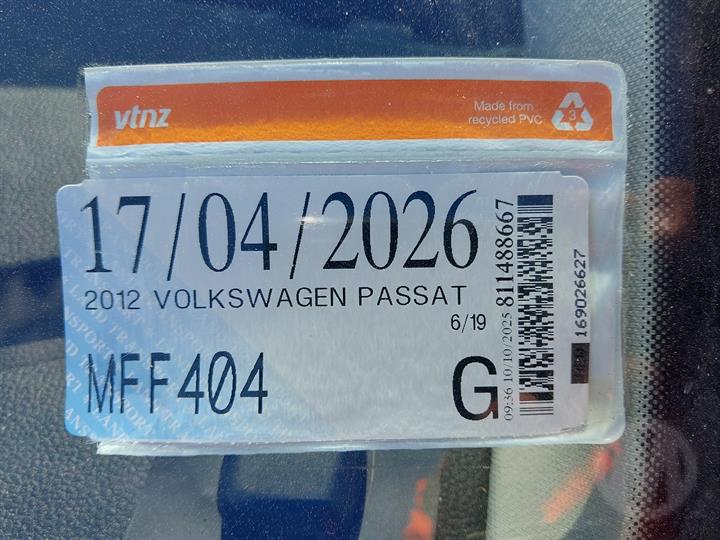 vtnz
Made from
recycled PVC
3
17/04/2026
2012 VOLKSWAGEN PASSAT
6/19
MFF404
G
09:36 10/10/2025
811488667
169026627